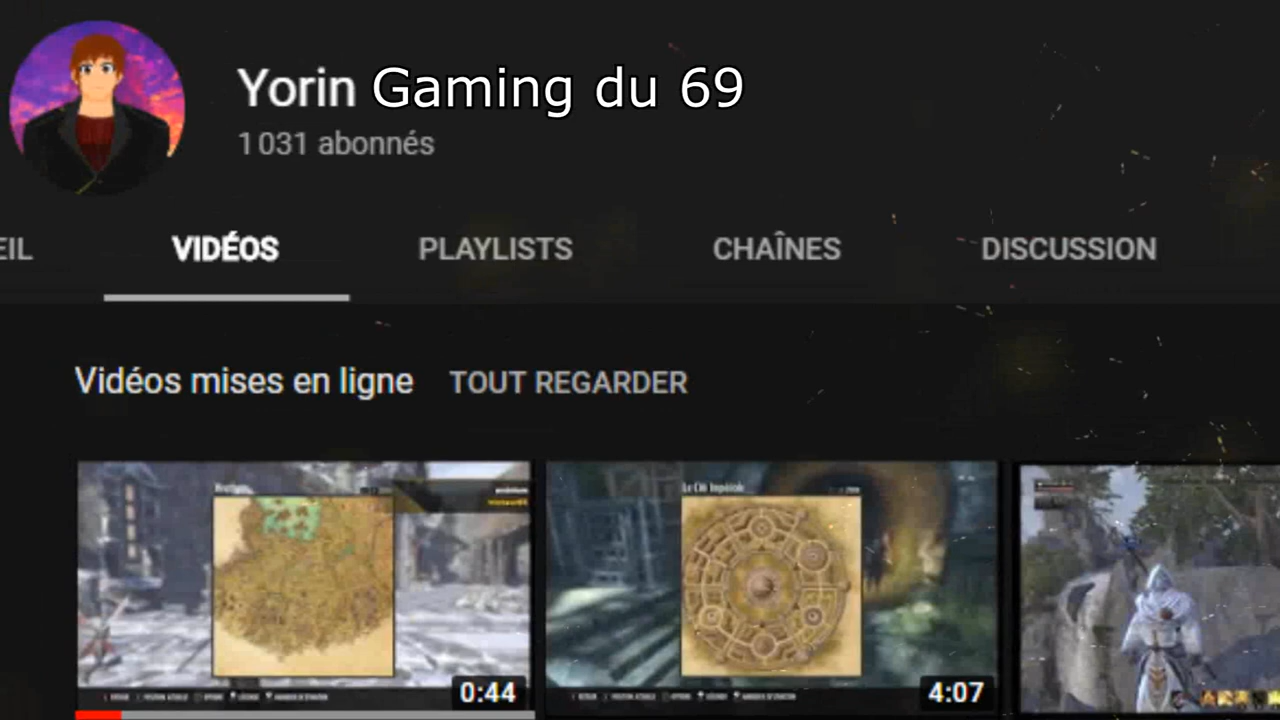 Yorin Gaming du 69
1 031 abonnés
EIL VIDÉOS PLAYLISTS CHAÎNES DISCUSSION
Vidéos mises en ligne TOUT REGARDER
La Cité Impériale
0:44 4:07